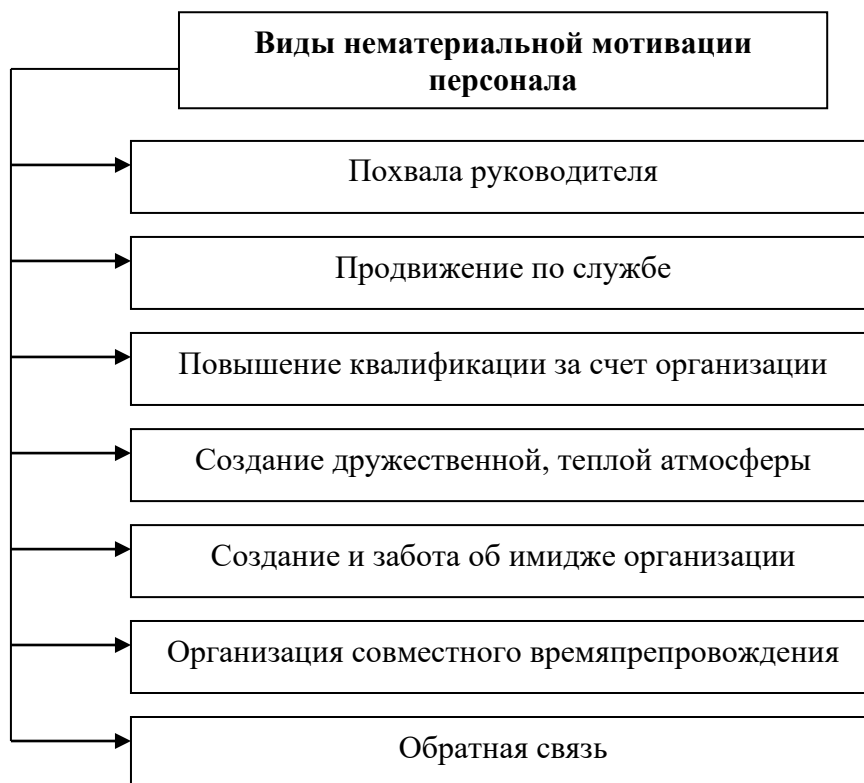 Виды нематериальной мотивации
персонала
Похвала руководителя
Продвижение по службе
Повышение квалификации за счет организации
Создание дружественной, теплой атмосферы
Создание и забота об имидже организации
Организация совместного времяпрепровождения
Обратная связь